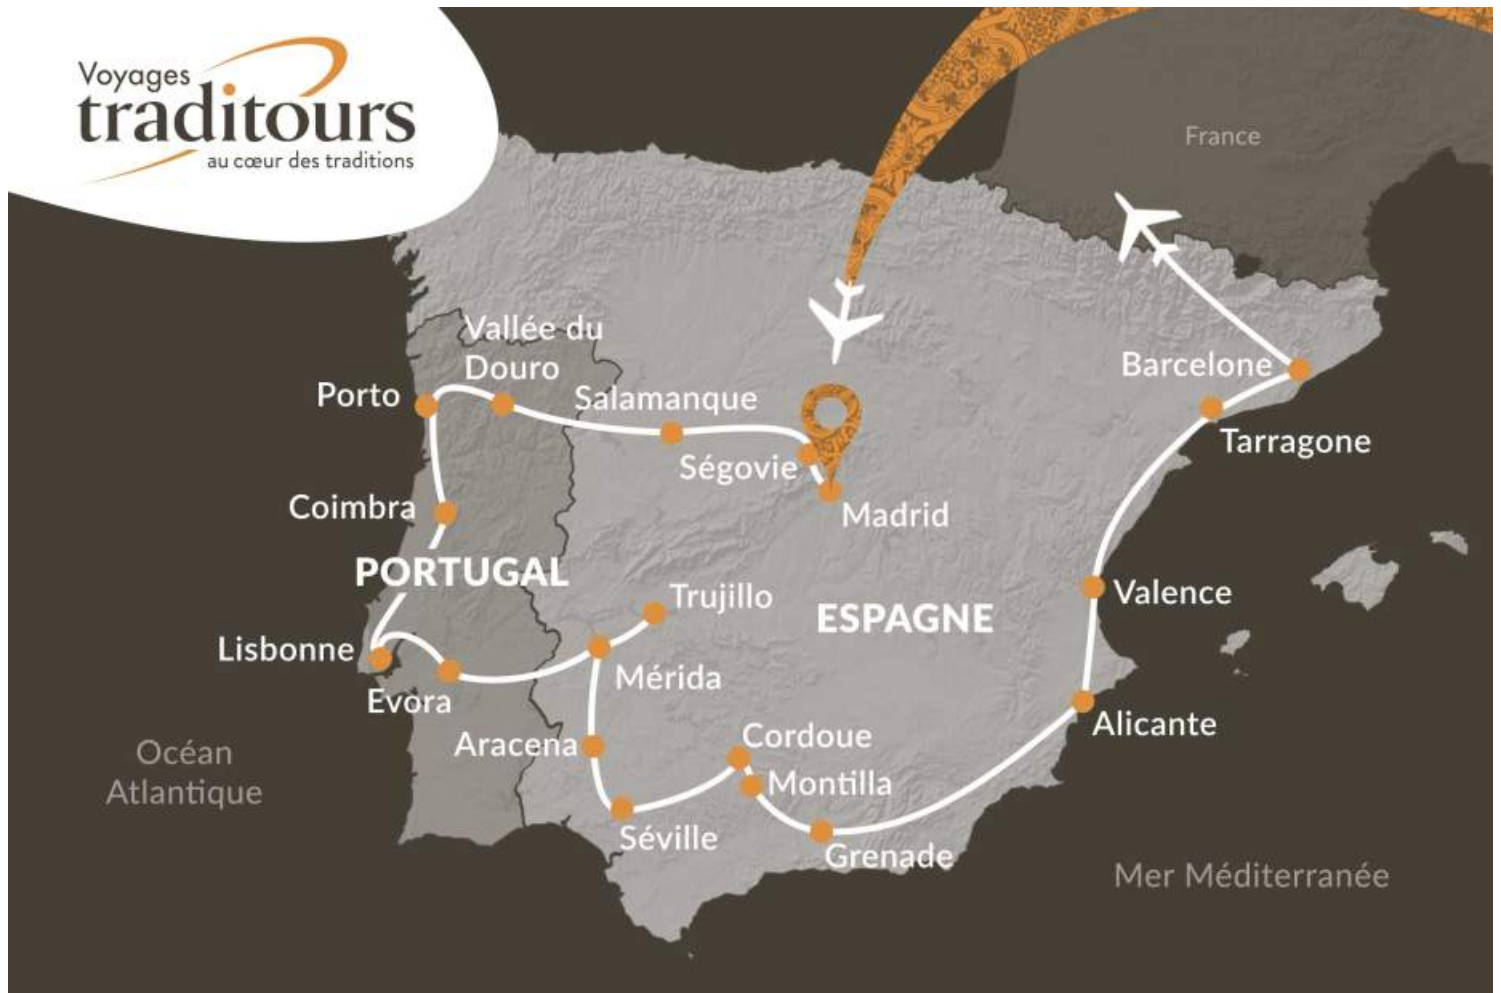 Voyages
traditours
au cœur des traditions
France
Vallée du
Douro
Porto
Salamanque
Barcelone
Ségovie
Tarragone
Coimbra
Madrid
PORTUGAL
Trujillo
ESPAGNE
Valence
Lisbonne
Mérida
Evora
Alicante
Aracena
Cordoue
Montilla
Océan
Atlantique
Séville
Grenade
Mer Méditerranée